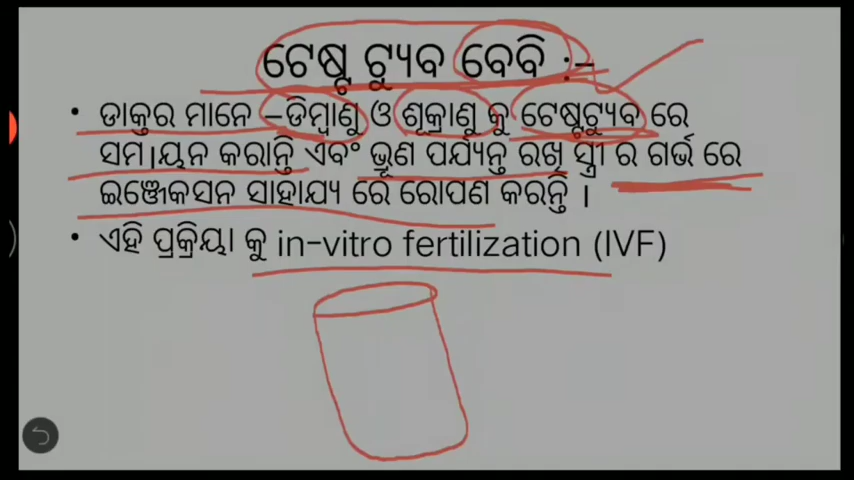 ଟେଷ୍ଟ ଟ୍ୟୁବ ବେବି :-
• ଡାକ୍ତର ମାନେ -ଡିମ୍ବାଣୁ ଓ ଶୂକ୍ରାଣୁ କୁ ଟେଷ୍ଟଟ୍ୟୁବ ରେ
ସମ।ୟନ କରାନ୍ତି ଏବଂ ଭ୍ରୂଣ ପର୍ଯ୍ୟନ୍ତ ରଖି ସ୍ତ୍ରୀ ର ଗର୍ଭ ରେ
ଇଞ୍ଜେକସନ ସାହାଯ୍ୟ ରେ ରୋପଣ କରନ୍ତି ।
• ଏହି ପ୍ରକ୍ରିୟା କୁ in-vitro fertilization (IVF)